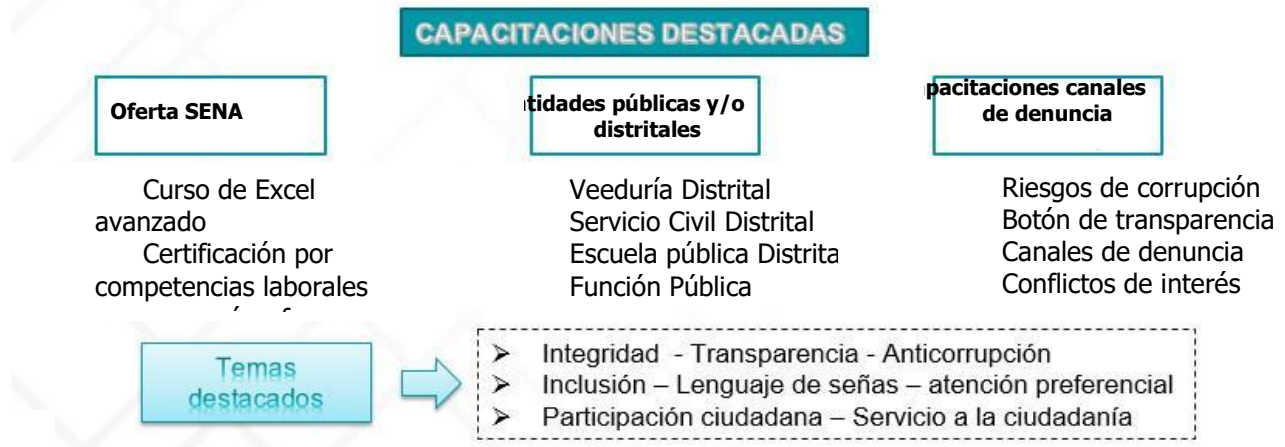 CAPACITACIONES DESTACADAS
Oferta SENA
tidades públicas y/o
distritales
pacitaciones canales
de denuncia
Curso de Excel
avanzado
Certificación por
competencias laborales
Veeduría Distrital
Servicio Civil Distrital
Escuela pública Distrita
Función Pública
Riesgos de corrupción
Botón de transparencia
Canales de denuncia
Conflictos de interés
Temas
destacados
➢ Integridad - Transparencia - Anticorrupción
➢ Inclusión – Lenguaje de señas – atención preferencial
➢ Participación ciudadana – Servicio a la ciudadanía